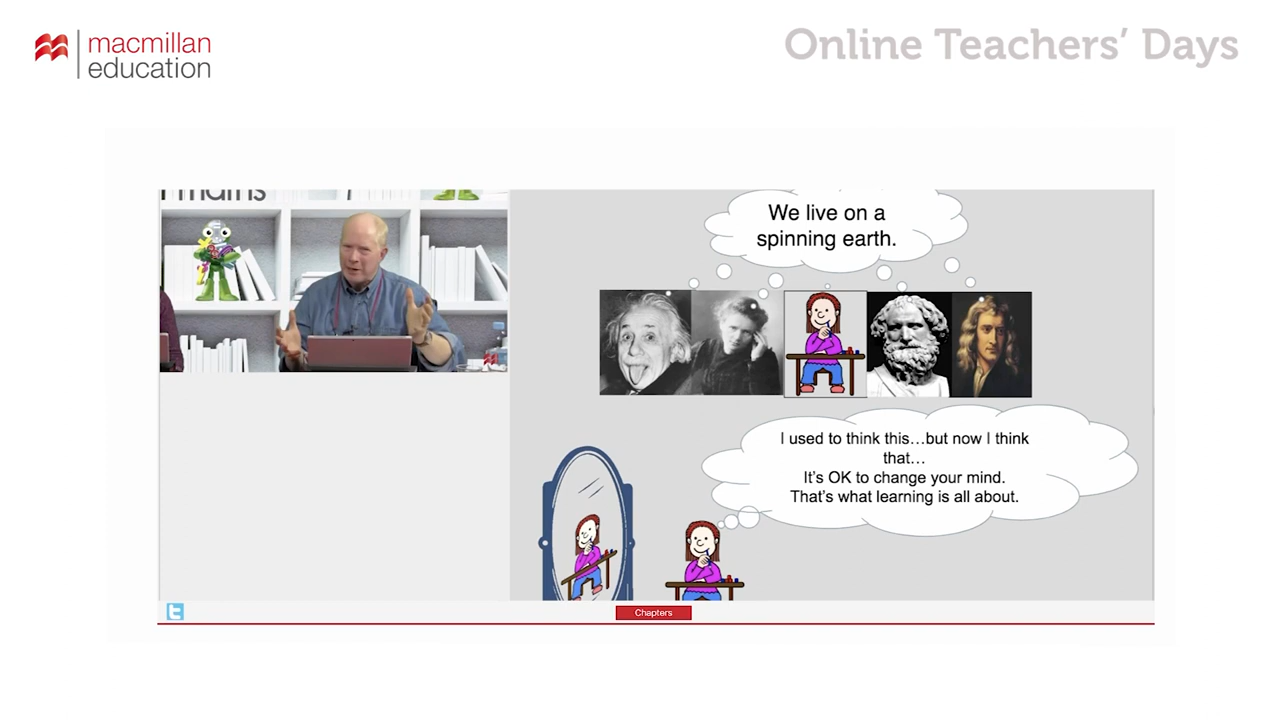 macmillan
education
Online Teachers' Days
maths
We live on a
spinning earth.
I used to think this…but now I think
that…
It's OK to change your mind.
That's what learning is all about.
Chapters